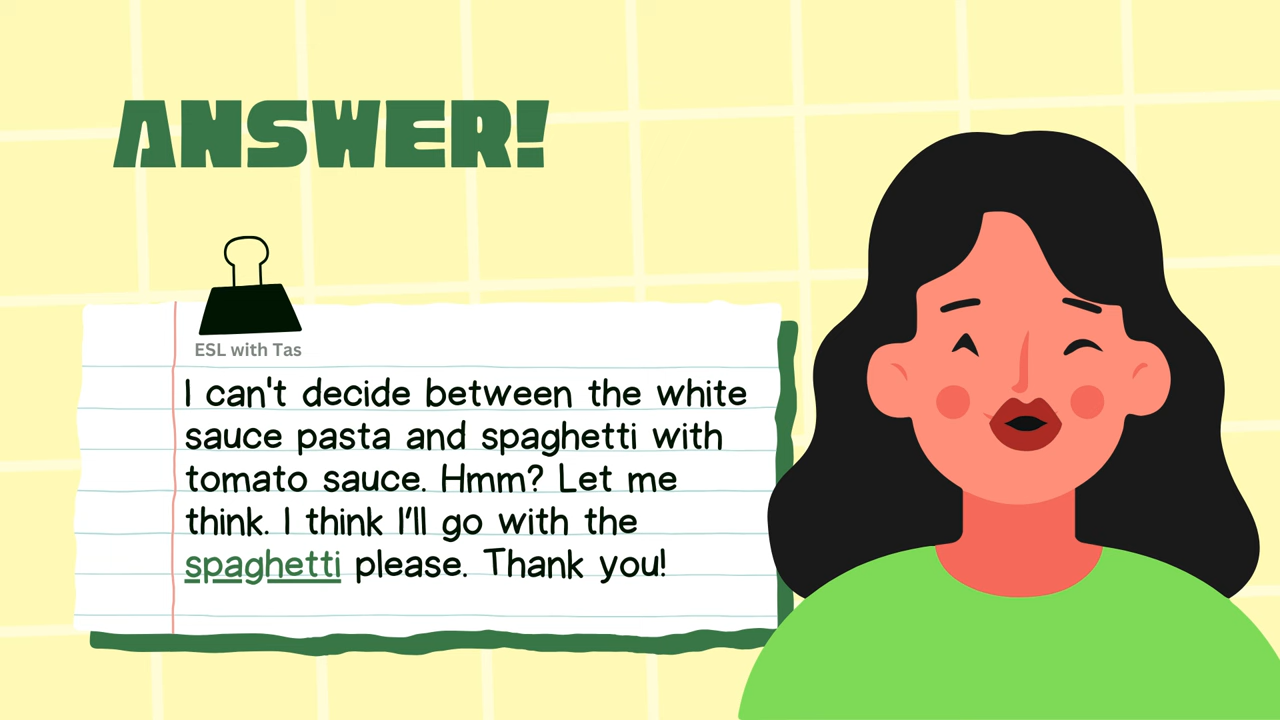 ANSWER!
ESL with Tas
I can't decide between the white
sauce pasta and spaghetti with
tomato sauce. Hmm? Let me
think. I think I'll go with the
spaghetti please. Thank you!